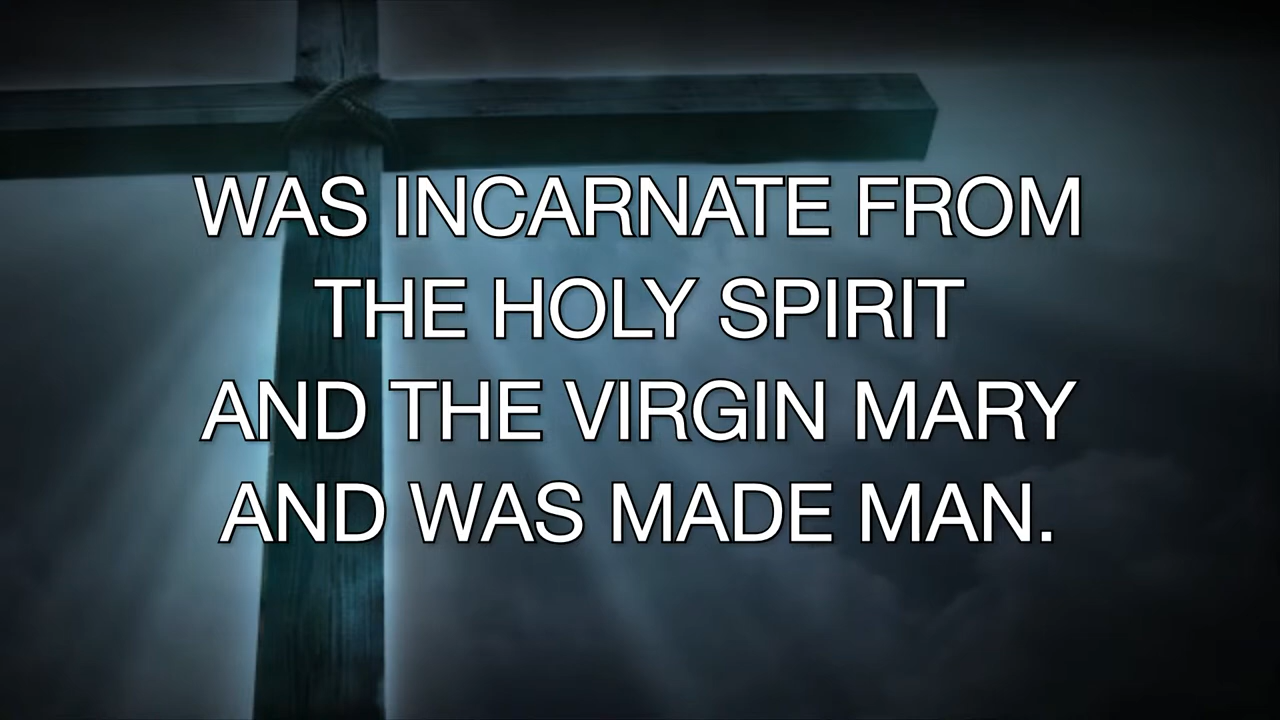 WAS INCARNATE FROM
THE HOLY SPIRIT
AND THE VIRGIN MARY
AND WAS MADE MAN.